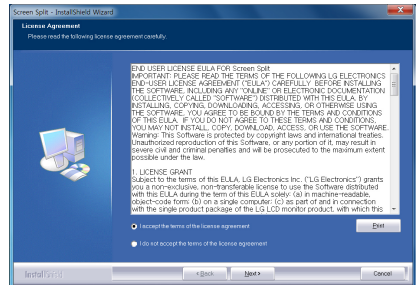 Screen Split - InstallShield Wizard
License Agreement
Please read the following license agreement carefully.
END USER LICENSE EULA FOR Screen Split
IMPORTANT: PLEASE READ THE TERMS OF THE FOLLOWING LG ELECTRONICS
END-USER LICENSE AGREEMENT ("EULA") CAREFULLY BEFORE INSTALLING
THE SOFTWARE, INCLUDING ANY "ONLINE" OR ELECTRONIC DOCUMENTATION
(COLLECTIVELY CALLED "SOFTWARE") DISTRIBUTED WITH THIS EULA. BY
INSTALLING, COPYING, DOWNLOADING, ACCESSING, OR OTHERWISE USING
THE SOFTWARE, YOU AGREE TO BE BOUND BY THE TERMS AND CONDITIONS
OF THIS EULA. IF YOU DO NOT AGREE TO THESE TERMS AND CONDITIONS,
YOU MAY NOT INSTALL, COPY, DOWNLOAD, ACCESS, OR USE THE SOFTWARE.
Warning: This Software is protected by copyright laws and international treaties.
Unauthorized reproduction of this Software, or any portion of it, may result in
severe civil and criminal penalties and will be prosecuted to the maximum extent
possible under the law.
1. LICENSE GRANT
Subject to the terms of this EULA, LG Electronics Inc. ("LG Electronics") grants
you a non-exclusive, non-transferable license to use the Software distributed
with this EULA during the term of this EULA solely: (a) in machine-readable,
object-code form: (b) on a single computer: (c) as part of and in connection
with the single product package of the LG LCD monitor product, with which this
I accept the terms of the license agreement
Print
I do not accept the terms of the license agreement
InstallShield
< Back
Next >
Cancel